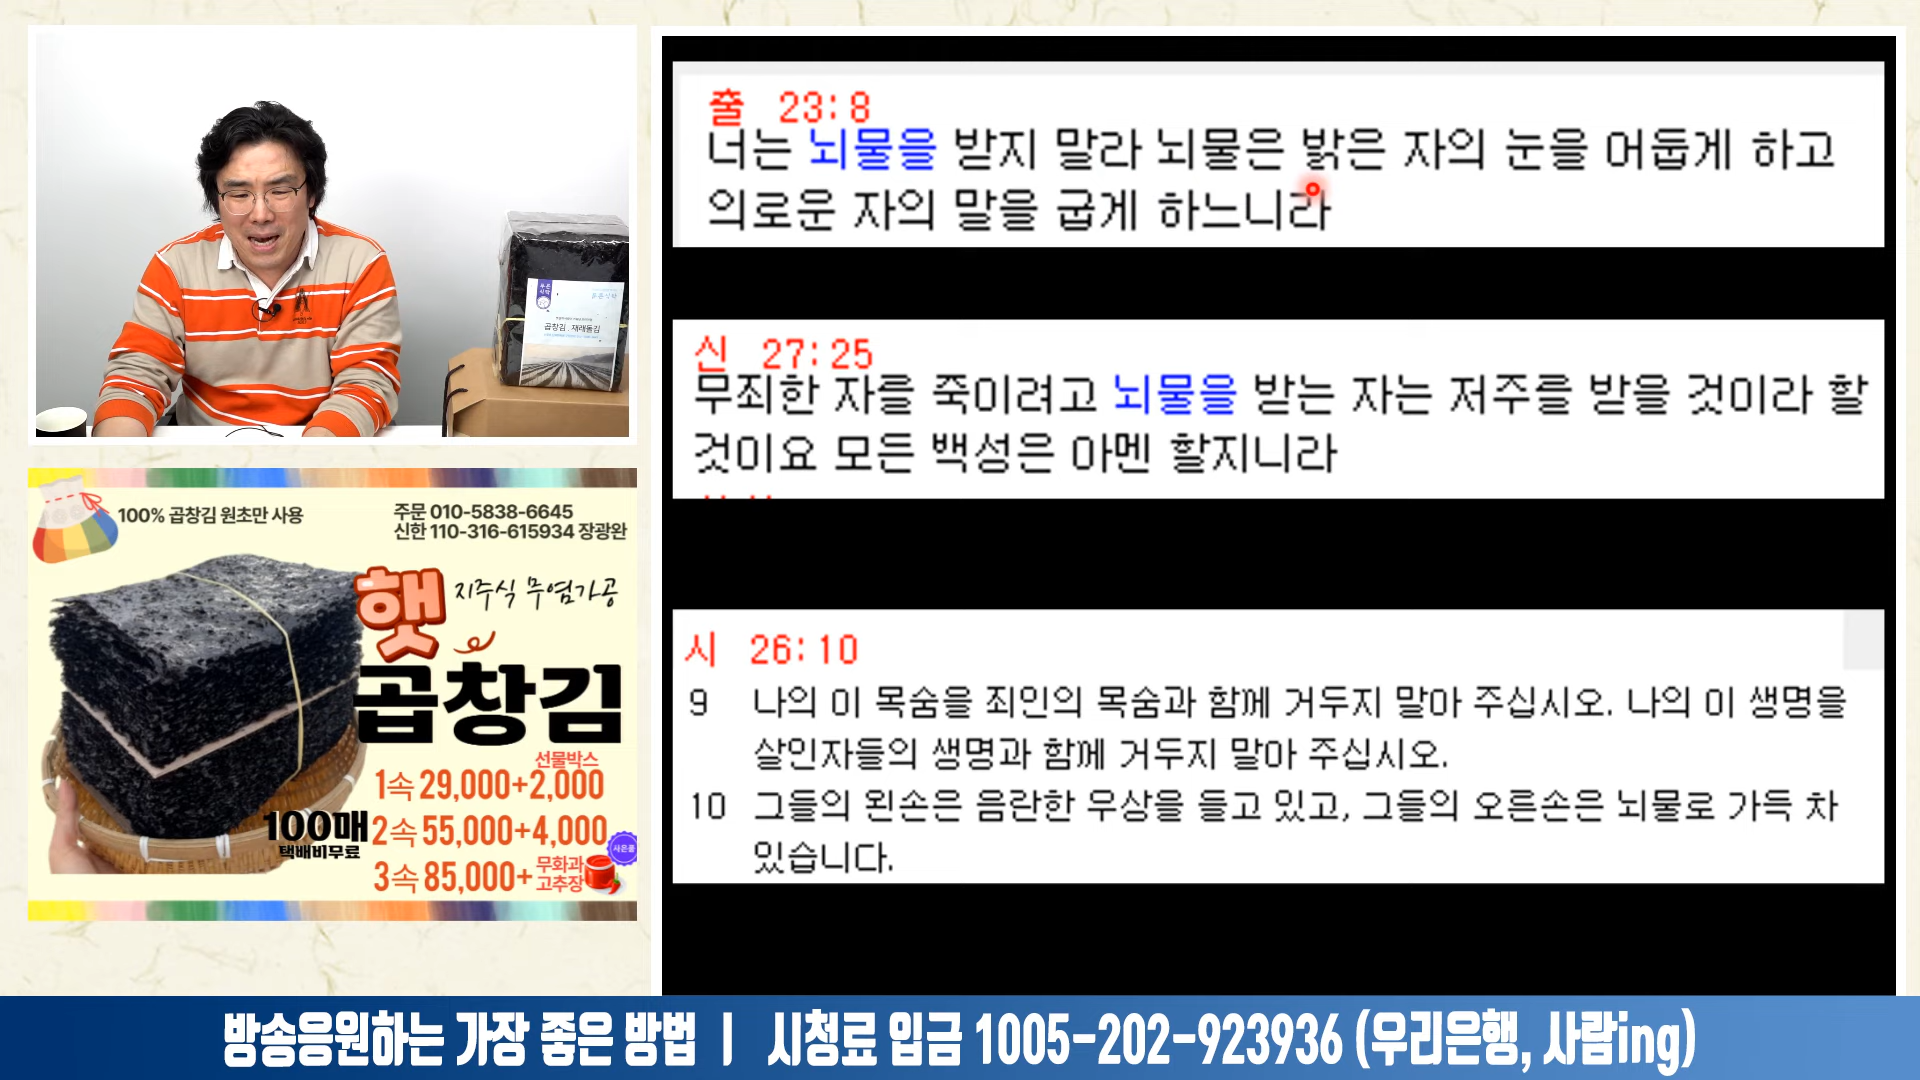 출 23:8
너는 뇌물을 받지 말라 뇌물은 밝은 자의 눈을 어둡게 하고
의로운 자의 말을 굽게 하느니라
신 27:25
무죄한 자를 죽이려고 뇌물을 받는 자는 저주를 받을 것이라 할
것이요 모든 백성은 아멘 할지니라
시 26:10
9 나의 이 목숨을 죄인의 목숨과 함께 거두지 말아 주십시오. 나의 이 생명을
살인자들의 생명과 함께 거두지 말아 주십시오.
10 그들의 왼손은 음란한 우상을 들고 있고, 그들의 오른손은 뇌물로 가득 차
있습니다.
곱창김 . 재래돌김
100% 곱창김 원초만 사용
주문 010-5838-6645
신한 110-316-615934 장광완
햇 지주식 무염가공
곱창김
선물박스
1속 29,000+2,000
100매 2속 55,000+4,000
택배비무료
사은품
3속 85,000+ 무화과
고추장
방송응원하는 가장 좋은 방법 | 시청료 입금 1005-202-923936 (우리은행, 사람ing)